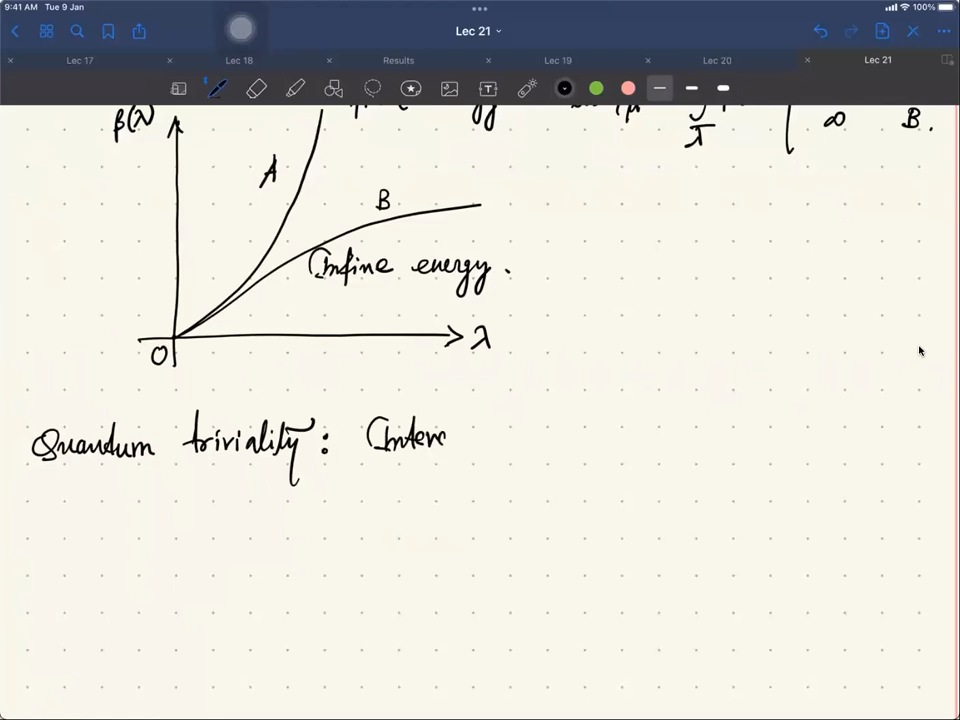 9:41 AM Tue 9 Jan
100%
Lec 21
Lec 17
Lec 18
Results
Lec 19
Lec 20
Lec 21
β(λ)
λ
∞ B.
A
B
energy.
O
λ
Quantum triviality: Inter